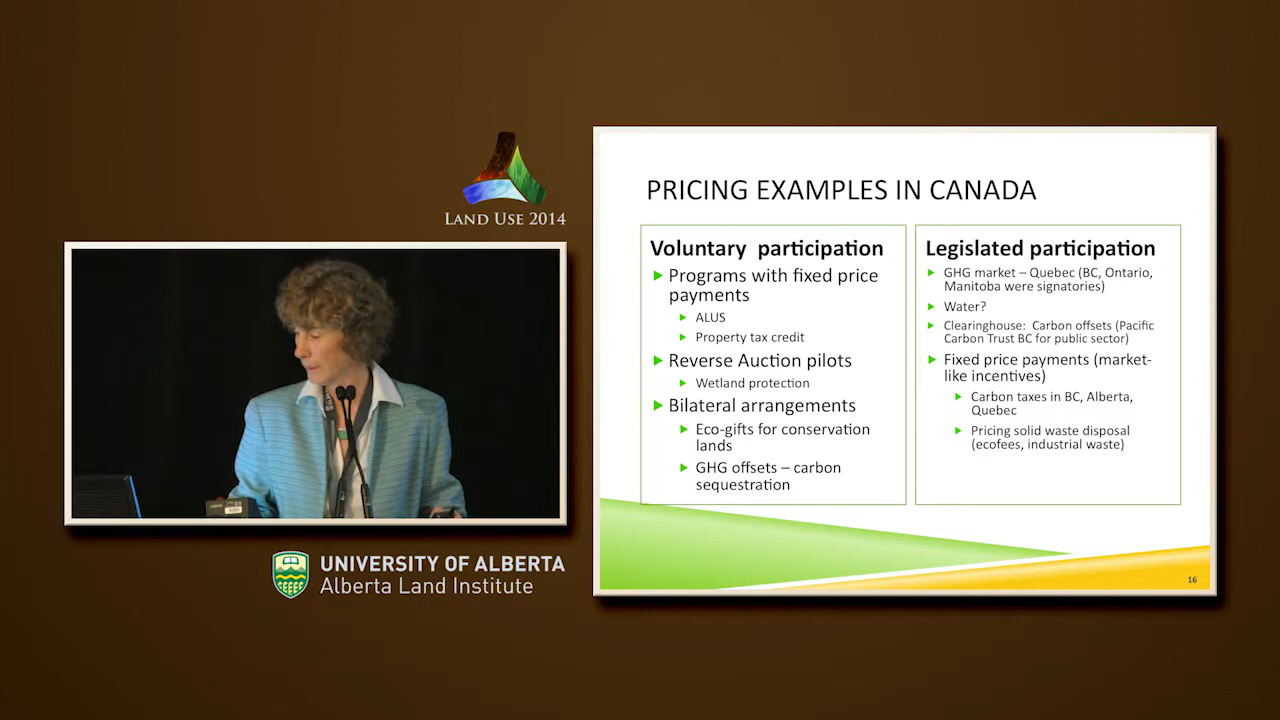 LAND USE 2014
UNIVERSITY OF ALBERTA
Alberta Land Institute
PRICING EXAMPLES IN CANADA
Voluntary participation
Programs with fixed price
payments
ALUS
Property tax credit
Reverse Auction pilots
Wetland protection
Bilateral arrangements
Eco-gifts for conservation
lands
GHG offsets – carbon
sequestration
Legislated participation
GHG market – Quebec (BC, Ontario,
Manitoba were signatories)
Water?
Clearinghouse: Carbon offsets (Pacific
Carbon Trust BC for public sector)
Fixed price payments (market-
like incentives)
Carbon taxes in BC, Alberta,
Quebec
Pricing solid waste disposal
(ecofees, industrial waste)
16